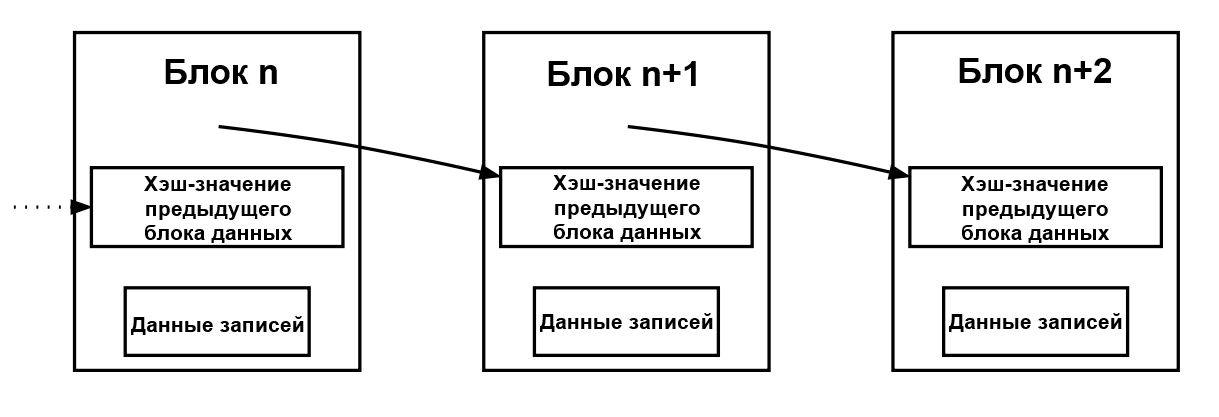 Блок n
Хэш-значение
предыдущего
блока данных
Данные записей
Блок n+1
Хэш-значение
предыдущего
блока данных
Данные записей
Блок n+2
Хэш-значение
предыдущего
блока данных
Данные записей